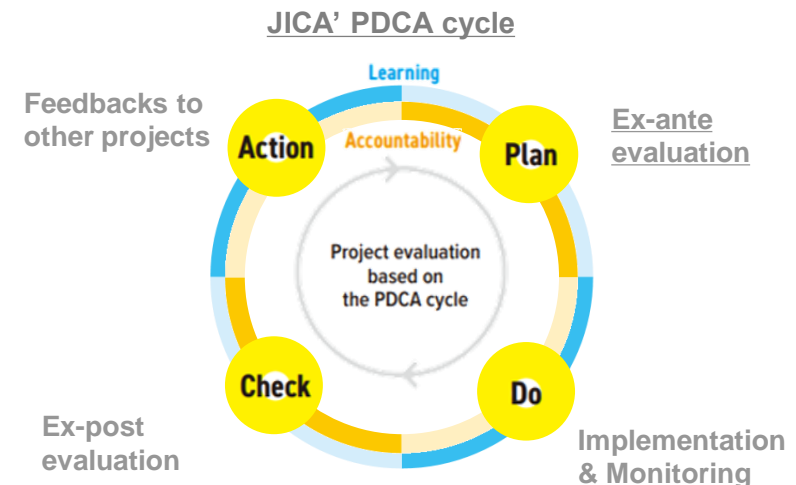 JICA' PDCA cycle
Learning
Feedbacks to
other projects
Action
Accountability
Plan
Ex-ante
evaluation
Project evaluation
based on
the PDCA cycle
Check
Do
Ex-post
evaluation
Implementation
& Monitoring